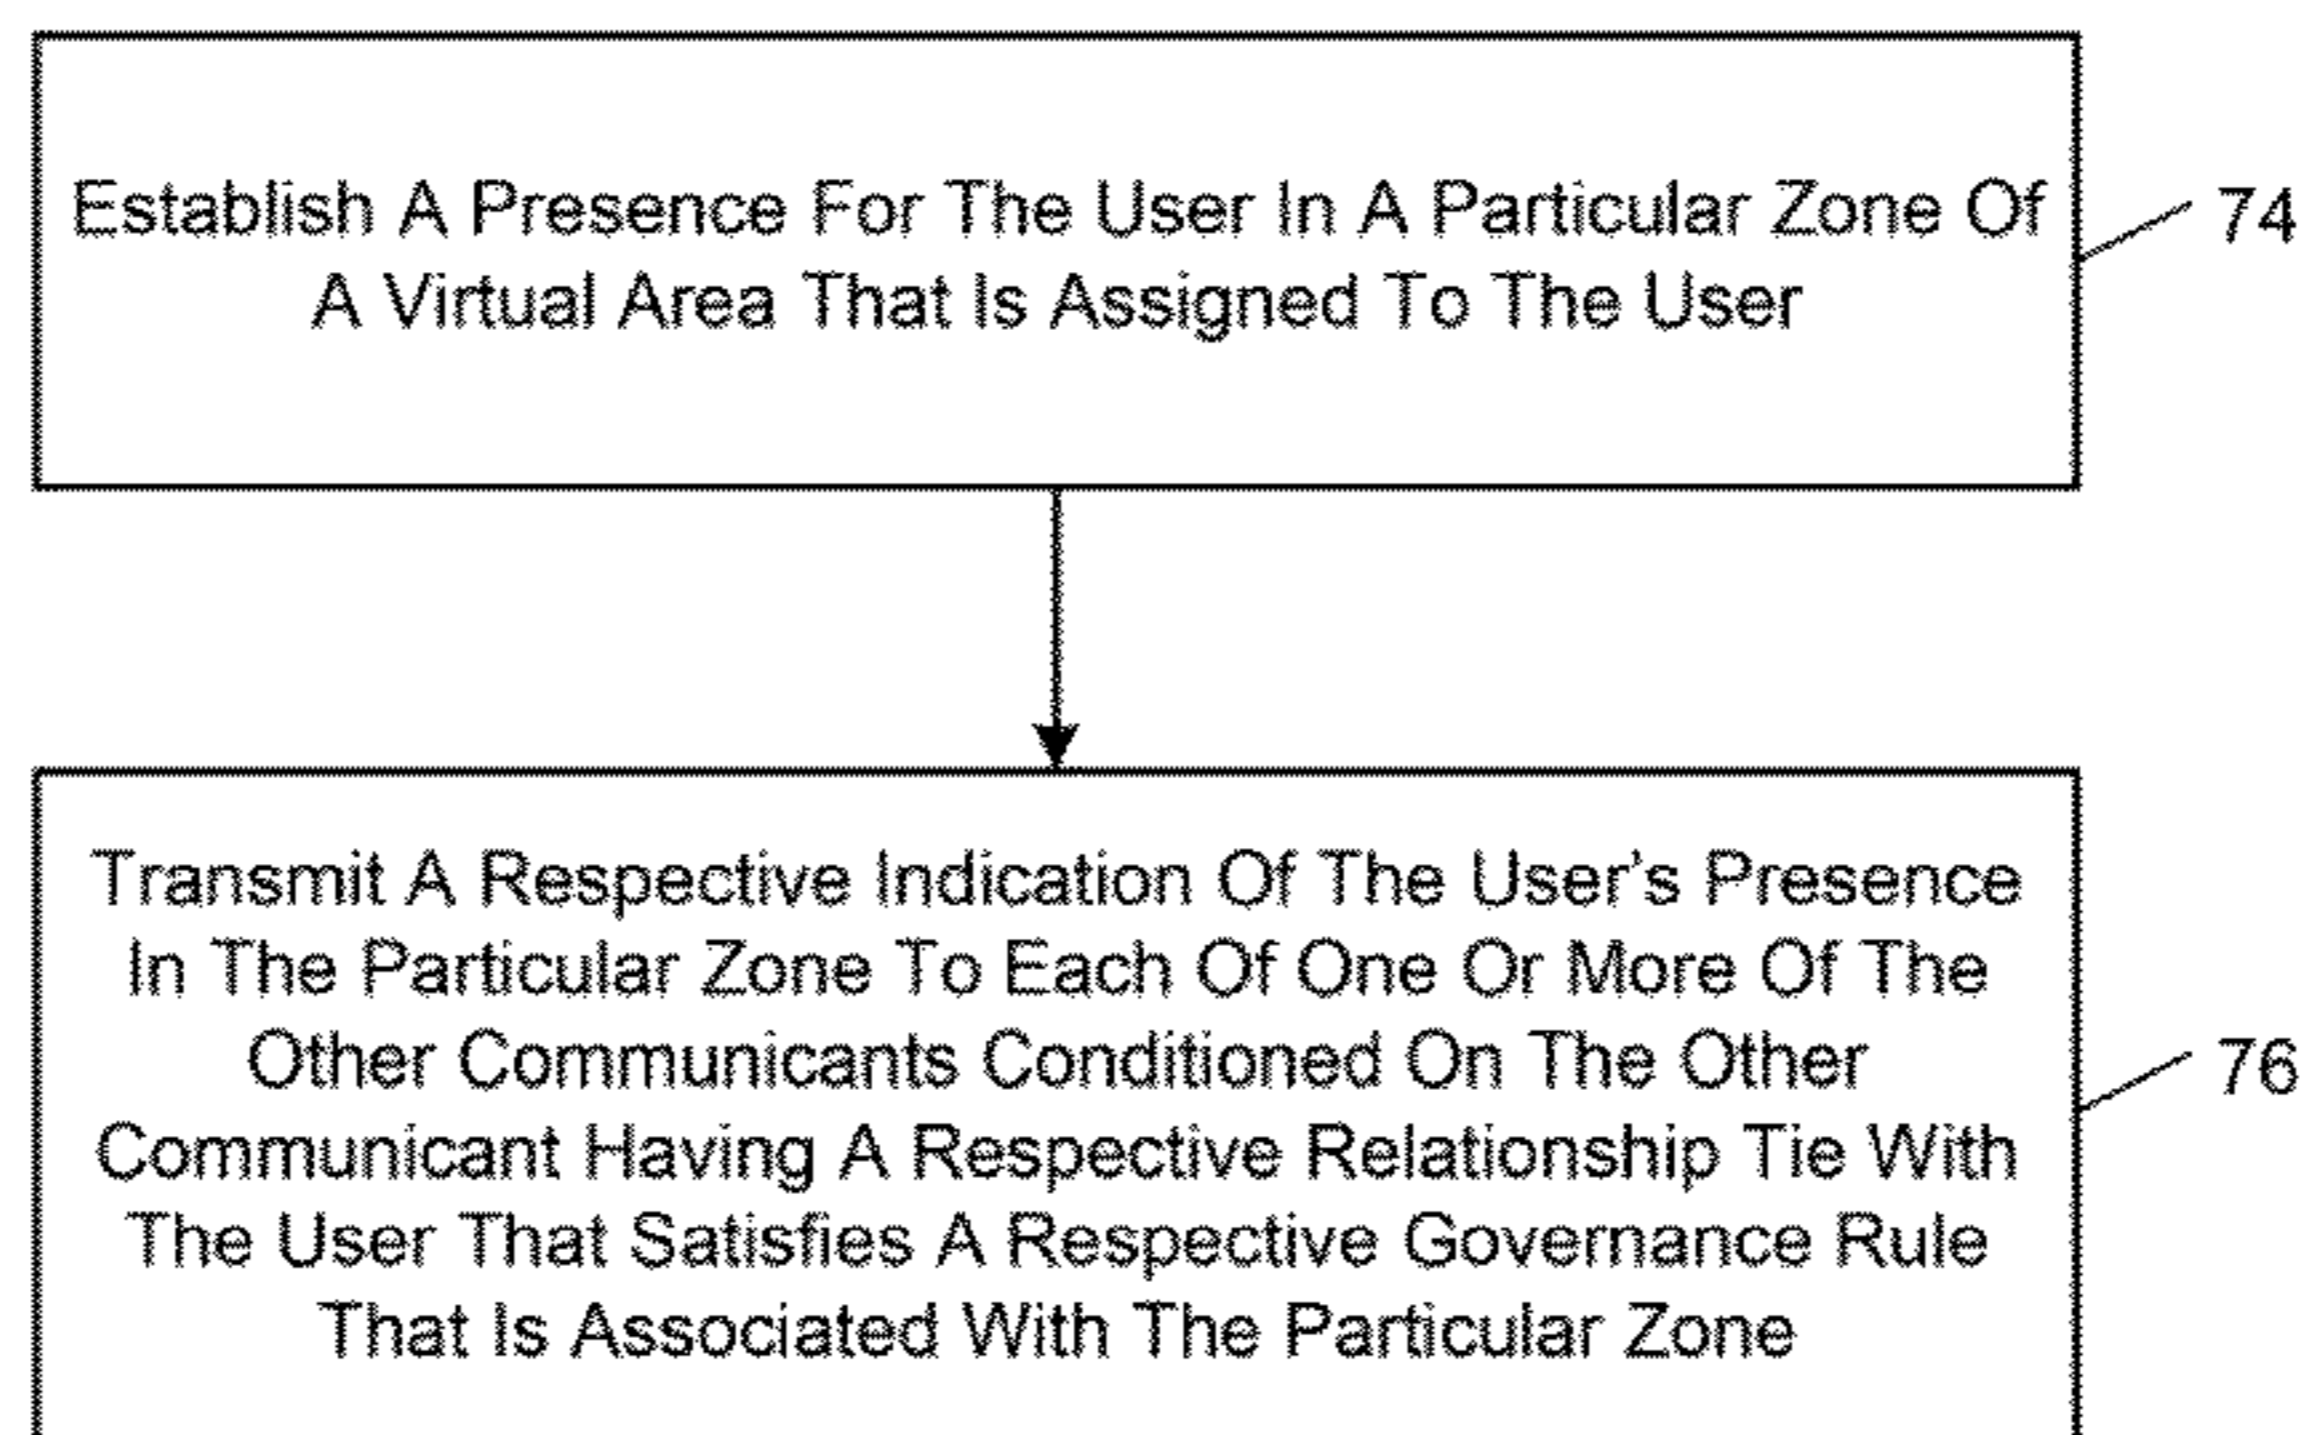 Establish A Presence For The User In A Particular Zone Of
A Virtual Area That Is Assigned To The User
74
Transmit A Respective Indication Of The User's Presence
In The Particular Zone To Each Of One Or More Of The
Other Communicants Conditioned On The Other
Communicant Having A Respective Relationship Tie With
The User That Satisfies A Respective Governance Rule
That Is Associated With The Particular Zone
76